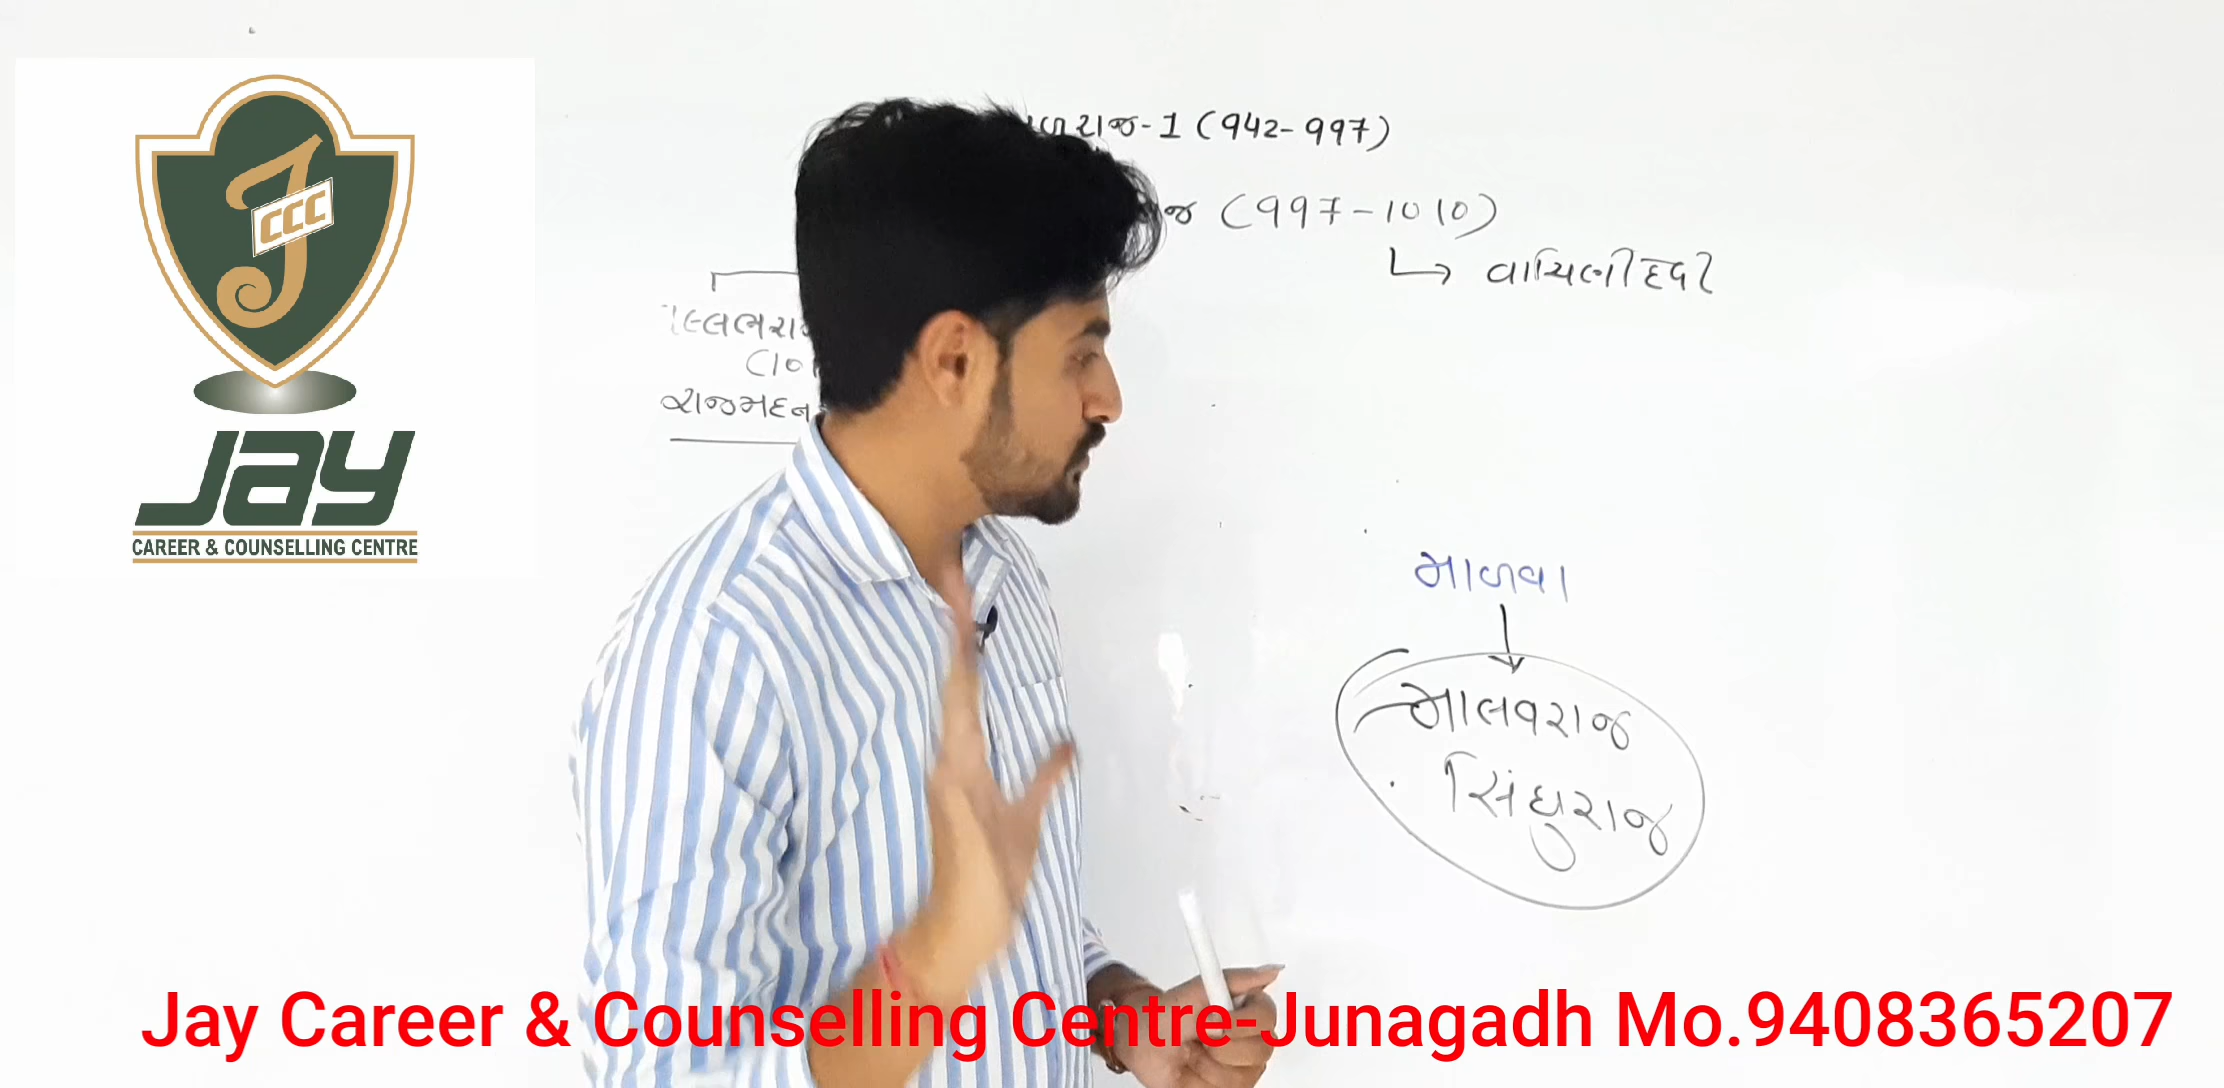 J
CCC
Jay
CAREER & COUNSELLING CENTRE
ળરાજ-1 (942-997)
જ (997-1010)
↳ વાચિણીદેવી
(10
રાજમદન
માળવા
માલવરાજ
સિંધુરાજ
Jay Career & Counselling Centre-Junagadh Mo.9408365207